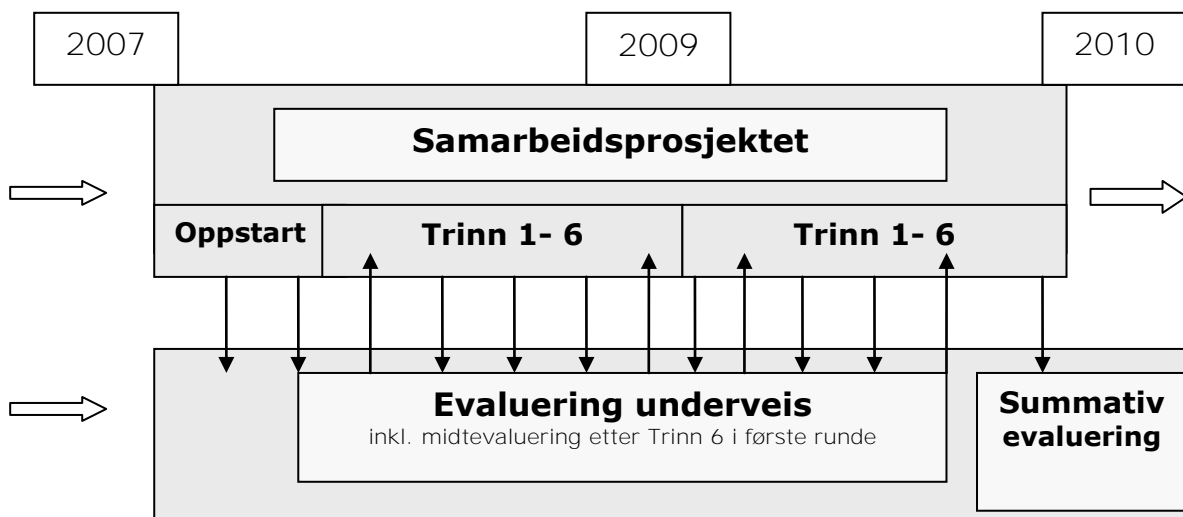 2007
2009
2010
Samarbeidsprosjektet
Oppstart
Trinn 1- 6
Trinn 1- 6
Evaluering underveis
inkl. midtevaluering etter Trinn 6 i første runde
Summativ
evaluering